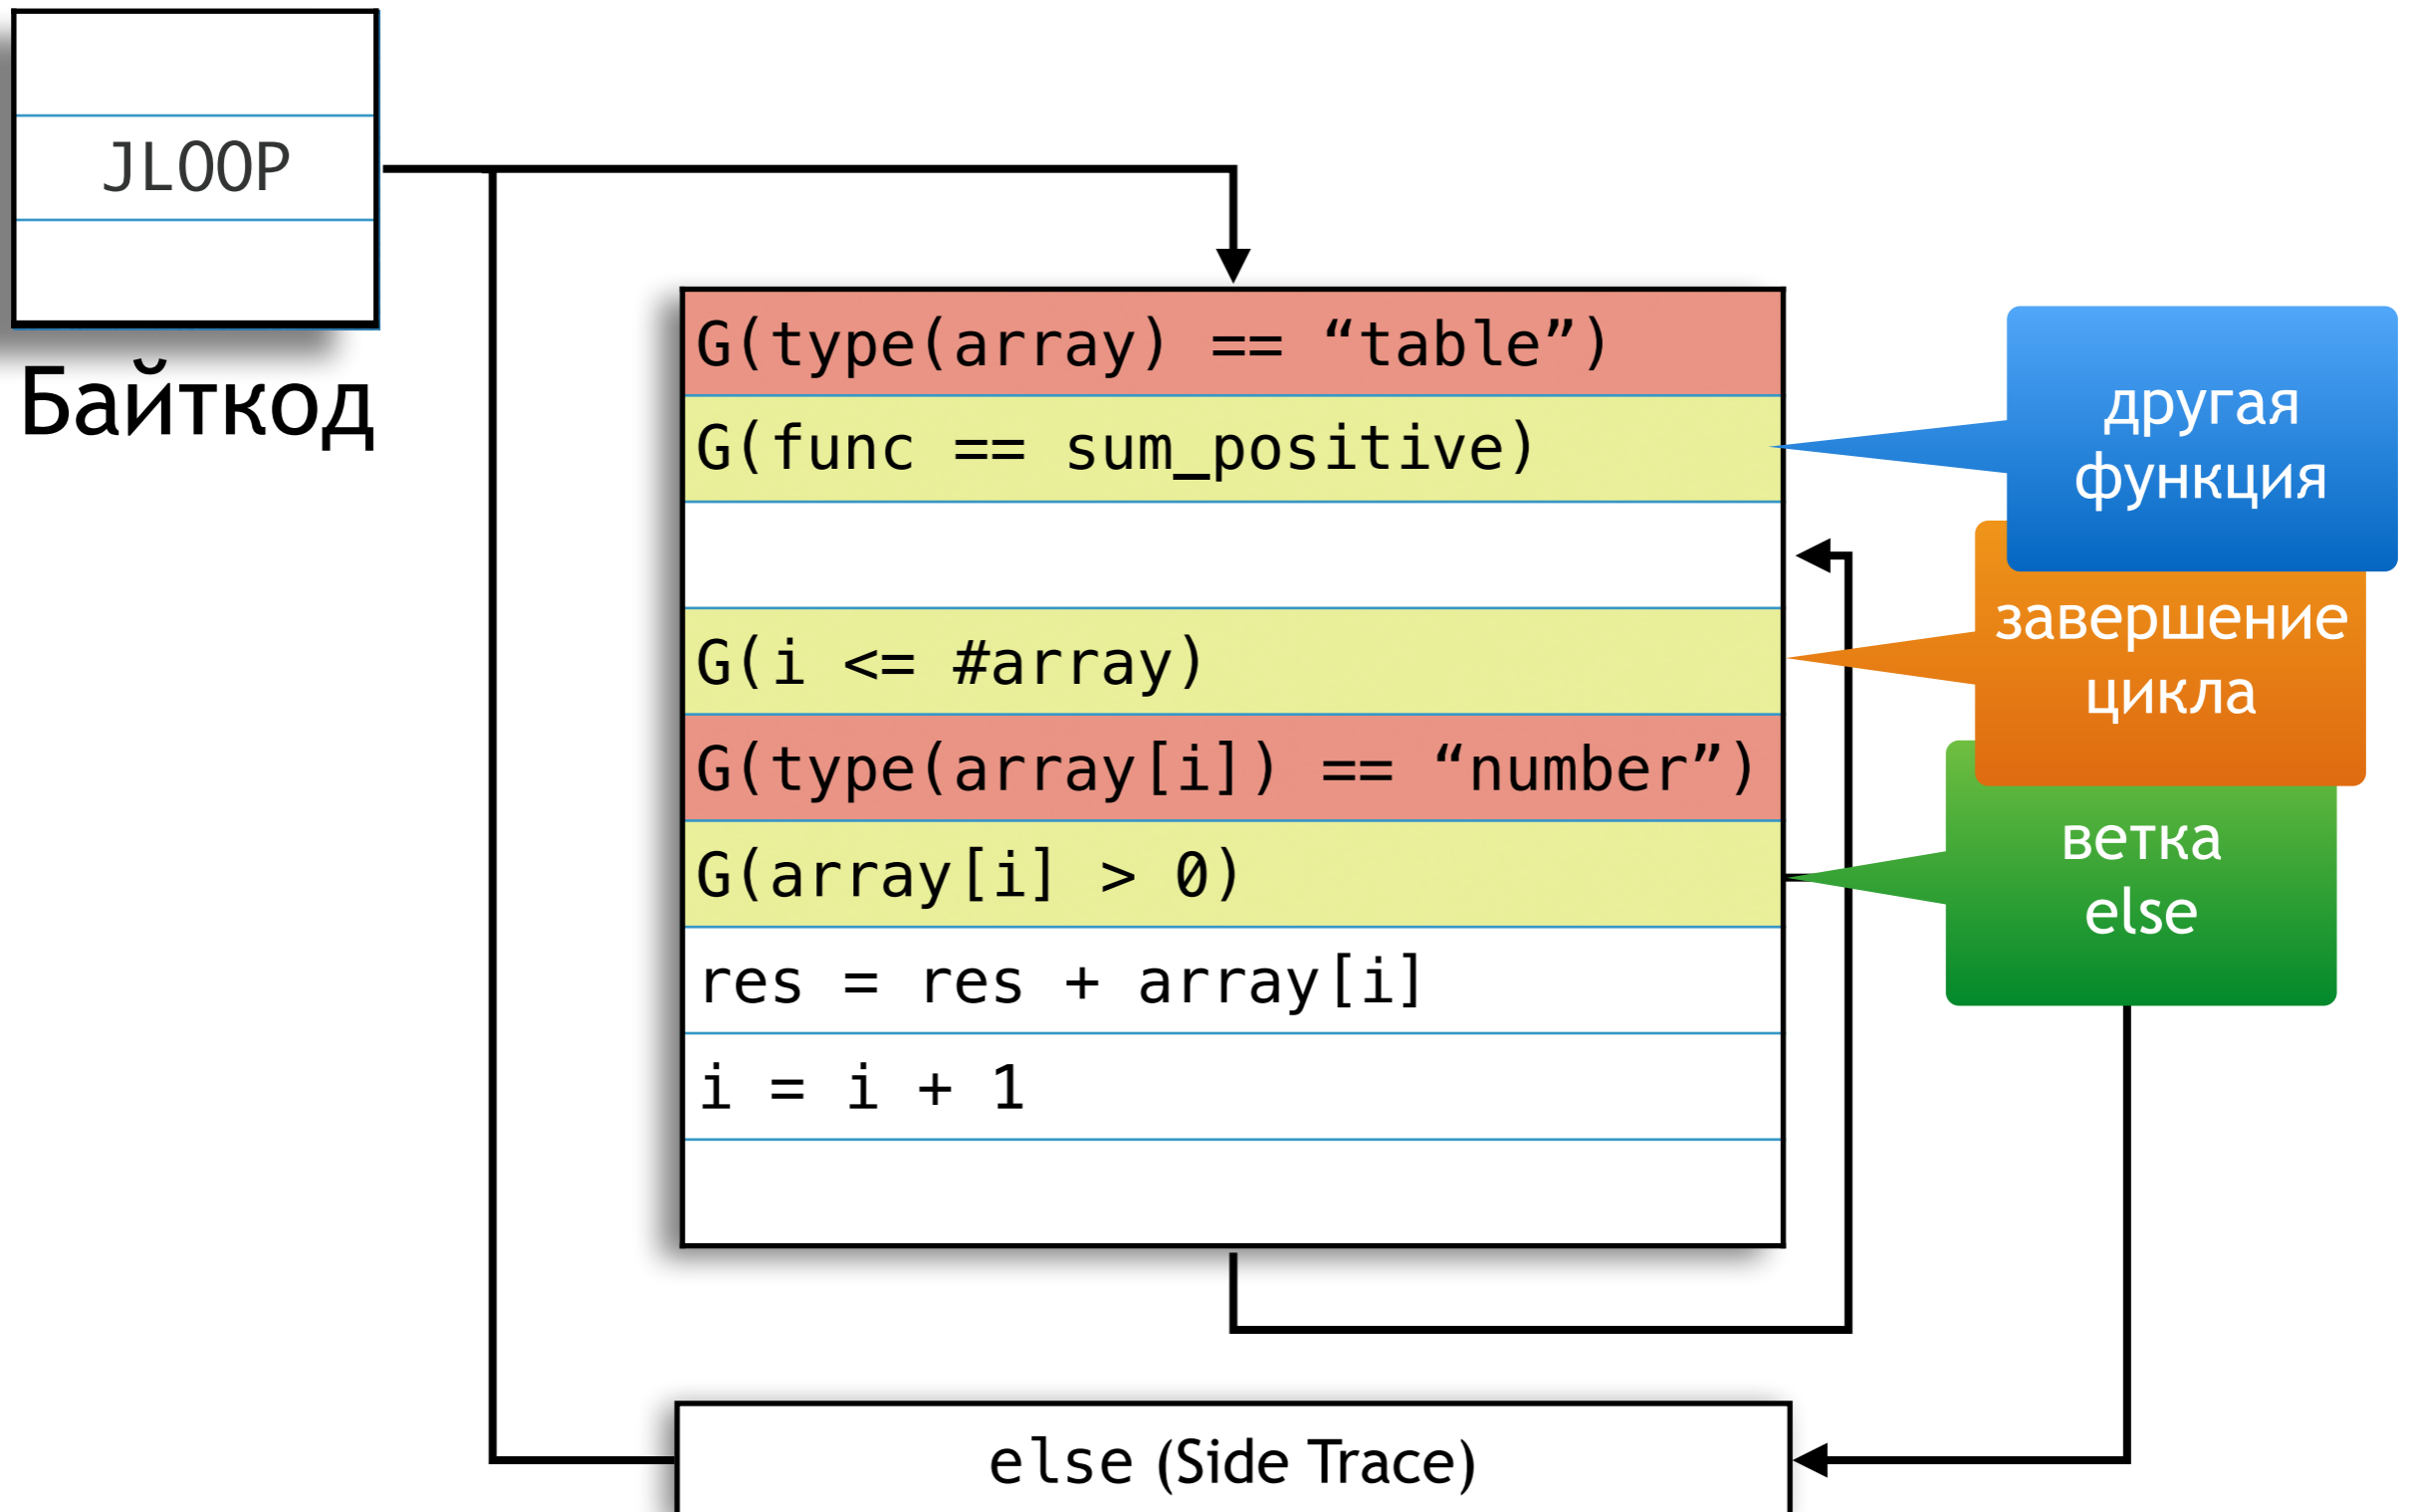 JLOOP
Байткод
G(type(array) == “table”)
G(func == sum_positive)
G(i <= #array)
G(type(array[i]) == “number”)
G(array[i] > 0)
res = res + array[i]
i = i + 1
другая
функция
завершение
цикла
ветка
else
else (Side Trace)